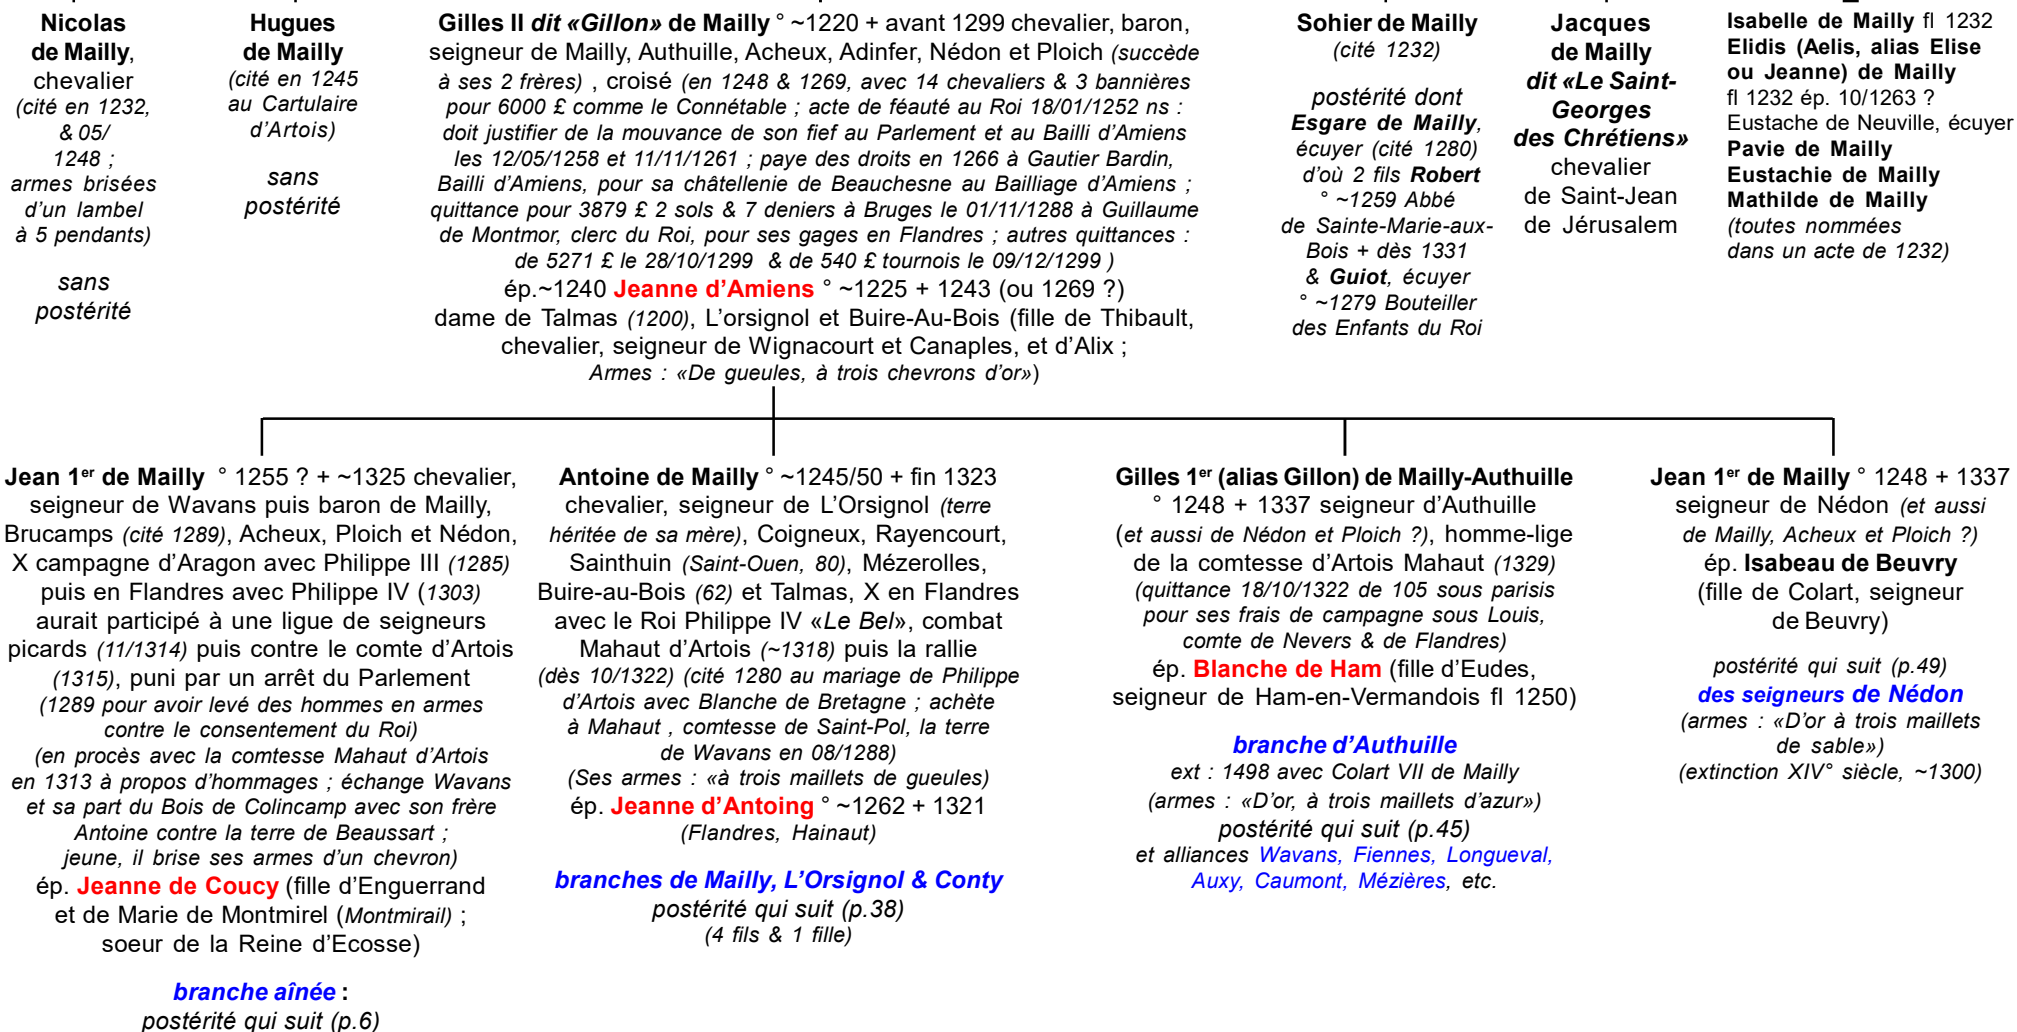 Nicolas
de Mailly,
chevalier
(cité en 1232,
& 05/
1248 ;
armes brisées
d'un lambel
à 5 pendants)
sans
postérité
Hugues
de Mailly
(cité en 1245
au Cartulaire
d'Artois)
sans
postérité
Gilles II dit «Gillon» de Mailly ° ~1220 + avant 1299 chevalier, baron,
seigneur de Mailly, Authuille, Acheux, Adinfer, Nédon et Ploich (succède
à ses 2 frères) , croisé (en 1248 & 1269, avec 14 chevaliers & 3 bannières
pour 6000 £ comme le Connétable ; acte de féauté au Roi 18/01/1252 ns :
doit justifier de la mouvance de son fief au Parlement et au Bailli d'Amiens
les 12/05/1258 et 11/11/1261 ; paye des droits en 1266 à Gautier Bardin,
Bailli d'Amiens, pour sa châtellenie de Beauchesne au Bailliage d'Amiens ;
quittance pour 3879 £ 2 sols & 7 deniers à Bruges le 01/11/1288 à Guillaume
de Montmor, clerc du Roi, pour ses gages en Flandres ; autres quittances :
de 5271 £ le 28/10/1299 & de 540 £ tournois le 09/12/1299 )
ép.~1240 Jeanne d'Amiens ° ~1225 + 1243 (ou 1269 ?)
dame de Talmas (1200), L'orsignol et Buire-Au-Bois (fille de Thibault,
chevalier, seigneur de Wignacourt et Canaples, et d'Alix ;
Armes : «De gueules, à trois chevrons d'or»)
Sohier de Mailly
(cité 1232)
postérité dont
Esgare de Mailly,
écuyer (cité 1280)
d'où 2 fils Robert
° ~1259 Abbé
de Sainte-Marie-aux-
Bois + dès 1331
& Guiot, écuyer
° ~1279 Bouteiller
des Enfants du Roi
Jacques
de Mailly
dit «Le Saint-
Georges
des Chrétiens»
chevalier
de Saint-Jean
de Jérusalem
Isabelle de Mailly fl 1232
Elidis (Aelis, alias Elise
ou Jeanne) de Mailly
fl 1232 ép. 10/1263 ?
Eustache de Neuville, écuyer
Pavie de Mailly
Eustachie de Mailly
Mathilde de Mailly
(toutes nommées
dans un acte de 1232)
Jean 1er de Mailly ° 1255 ? + ~1325 chevalier,
seigneur de Wavans puis baron de Mailly,
Brucamps (cité 1289), Acheux, Ploich et Nédon,
X campagne d'Aragon avec Philippe III (1285)
puis en Flandres avec Philippe IV (1303)
aurait participé à une ligue de seigneurs
picards (11/1314) puis contre le comte d'Artois
(1315), puni par un arrêt du Parlement
(1289 pour avoir levé des hommes en armes
contre le consentement du Roi)
(en procès avec la comtesse Mahaut d'Artois
en 1313 à propos d'hommages ; échange Wavans
et sa part du Bois de Colincamp avec son frère
Antoine contre la terre de Beaussart ;
jeune, il brise ses armes d'un chevron)
ép. Jeanne de Coucy (fille d'Enguerrand
et de Marie de Montmirel (Montmirail) ;
soeur de la Reine d'Ecosse)
branche aînée :
postérité qui suit (p.6)
Antoine de Mailly ° ~1245/50 + fin 1323
chevalier, seigneur de L'Orsignol (terre
héritée de sa mère), Coigneux, Rayencourt,
Sainthuin (Saint-Ouen, 80), Mézerolles,
Buire-au-Bois (62) et Talmas, X en Flandres
avec le Roi Philippe IV «Le Bel», combat
Mahaut d'Artois (~1318) puis la rallie
(dès 10/1322) (cité 1280 au mariage de Philippe
d'Artois avec Blanche de Bretagne ; achète
à Mahaut , comtesse de Saint-Pol, la terre
de Wavans en 08/1288)
(Ses armes : «à trois maillets de gueules)
ép. Jeanne d'Antoing ° ~1262 + 1321
(Flandres, Hainaut)
branches de Mailly, L'Orsignol & Conty
postérité qui suit (p.38)
(4 fils & 1 fille)
Gilles 1er (alias Gillon) de Mailly-Authuille
° 1248 + 1337 seigneur d'Authuille
(et aussi de Nédon et Ploich ?), homme-lige
de la comtesse d'Artois Mahaut (1329)
(quittance 18/10/1322 de 105 sous parisis
pour ses frais de campagne sous Louis,
comte de Nevers & de Flandres)
ép. Blanche de Ham (fille d'Eudes,
seigneur de Ham-en-Vermandois fl 1250)
branche d'Authuille
ext : 1498 avec Colart VII de Mailly
(armes : «D'or, à trois maillets d'azur»)
postérité qui suit (p.45)
et alliances Wavans, Fiennes, Longueval,
Auxy, Caumont, Mézières, etc.
Jean 1er de Mailly ° 1248 + 1337
seigneur de Nédon (et aussi
de Mailly, Acheux et Ploich ?)
ép. Isabeau de Beuvry
(fille de Colart, seigneur
de Beuvry)
postérité qui suit (p.49)
des seigneurs de Nédon
(armes : «D'or à trois maillets
de sable»)
(extinction XIV° siècle, ~1300)